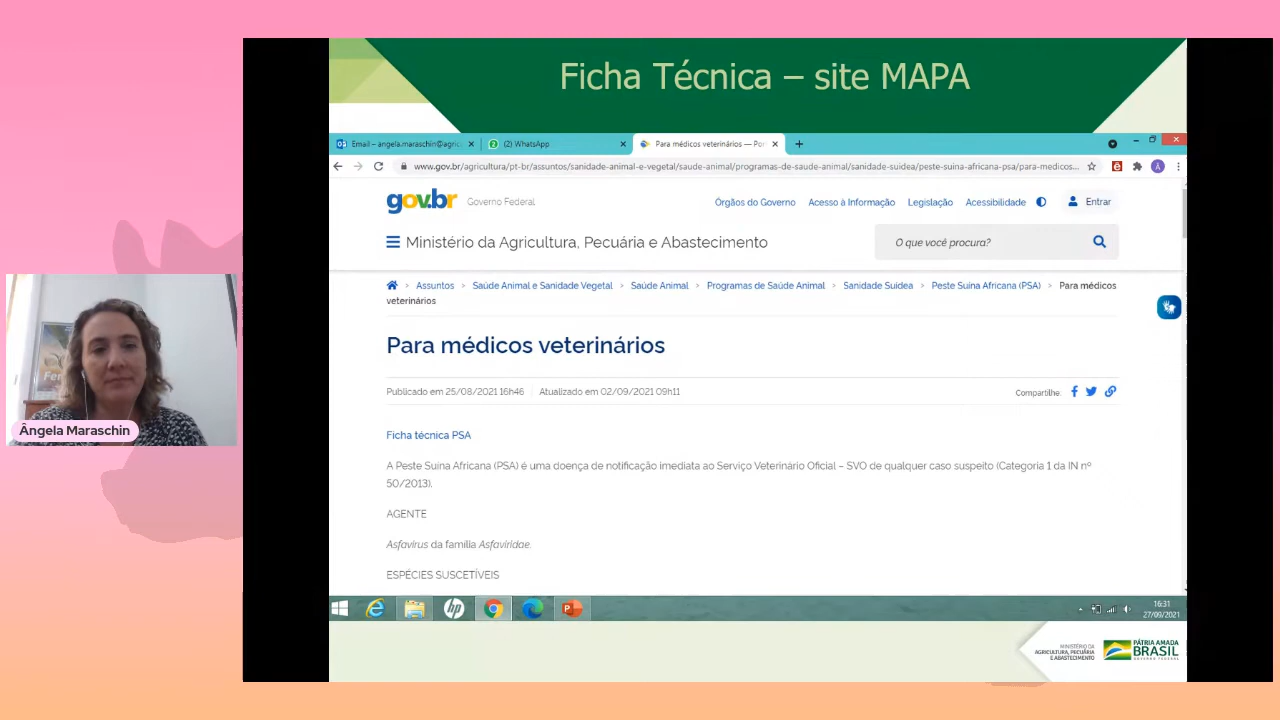 Ficha Técnica – site MAPA
Email – angela.maraschin@agric
(2) WhatsApp
Para médicos veterinários — Por
www.gov.br/agricultura/pt-br/assuntos/sanidade-animal-e-vegetal/saude-animal/programas-de-saude-animal/sanidade-suidea/peste-suina-africana-psa/para-medicos...
gov.br
Governo Federal
Órgãos do Governo
Acesso à Informação
Legislação
Acessibilidade
Entrar
Ministério da Agricultura, Pecuária e Abastecimento
O que você procura?
> Assuntos > Saúde Animal e Sanidade Vegetal > Saúde Animal > Programas de Saúde Animal > Sanidade Suídea > Peste Suína Africana (PSA) > Para médicos
veterinários
Para médicos veterinários
Publicado em 25/08/2021 16h46
Atualizado em 02/09/2021 09h11
Compartilhe:
Ficha técnica PSA
A Peste Suína Africana (PSA) é uma doença de notificação imediata ao Serviço Veterinário Oficial – SVO de qualquer caso suspeito (Categoria 1 da IN nº
50/2013).
AGENTE
Asfavirus da família Asfaviridae.
ESPÉCIES SUSCETÍVEIS
Ângela Maraschin
16:31
27/09/2021
MINISTÉRIO DA
AGRICULTURA, PECUÁRIA
E ABASTECIMENTO
PÁTRIA AMADA
BRASIL
GOVERNO FEDERAL